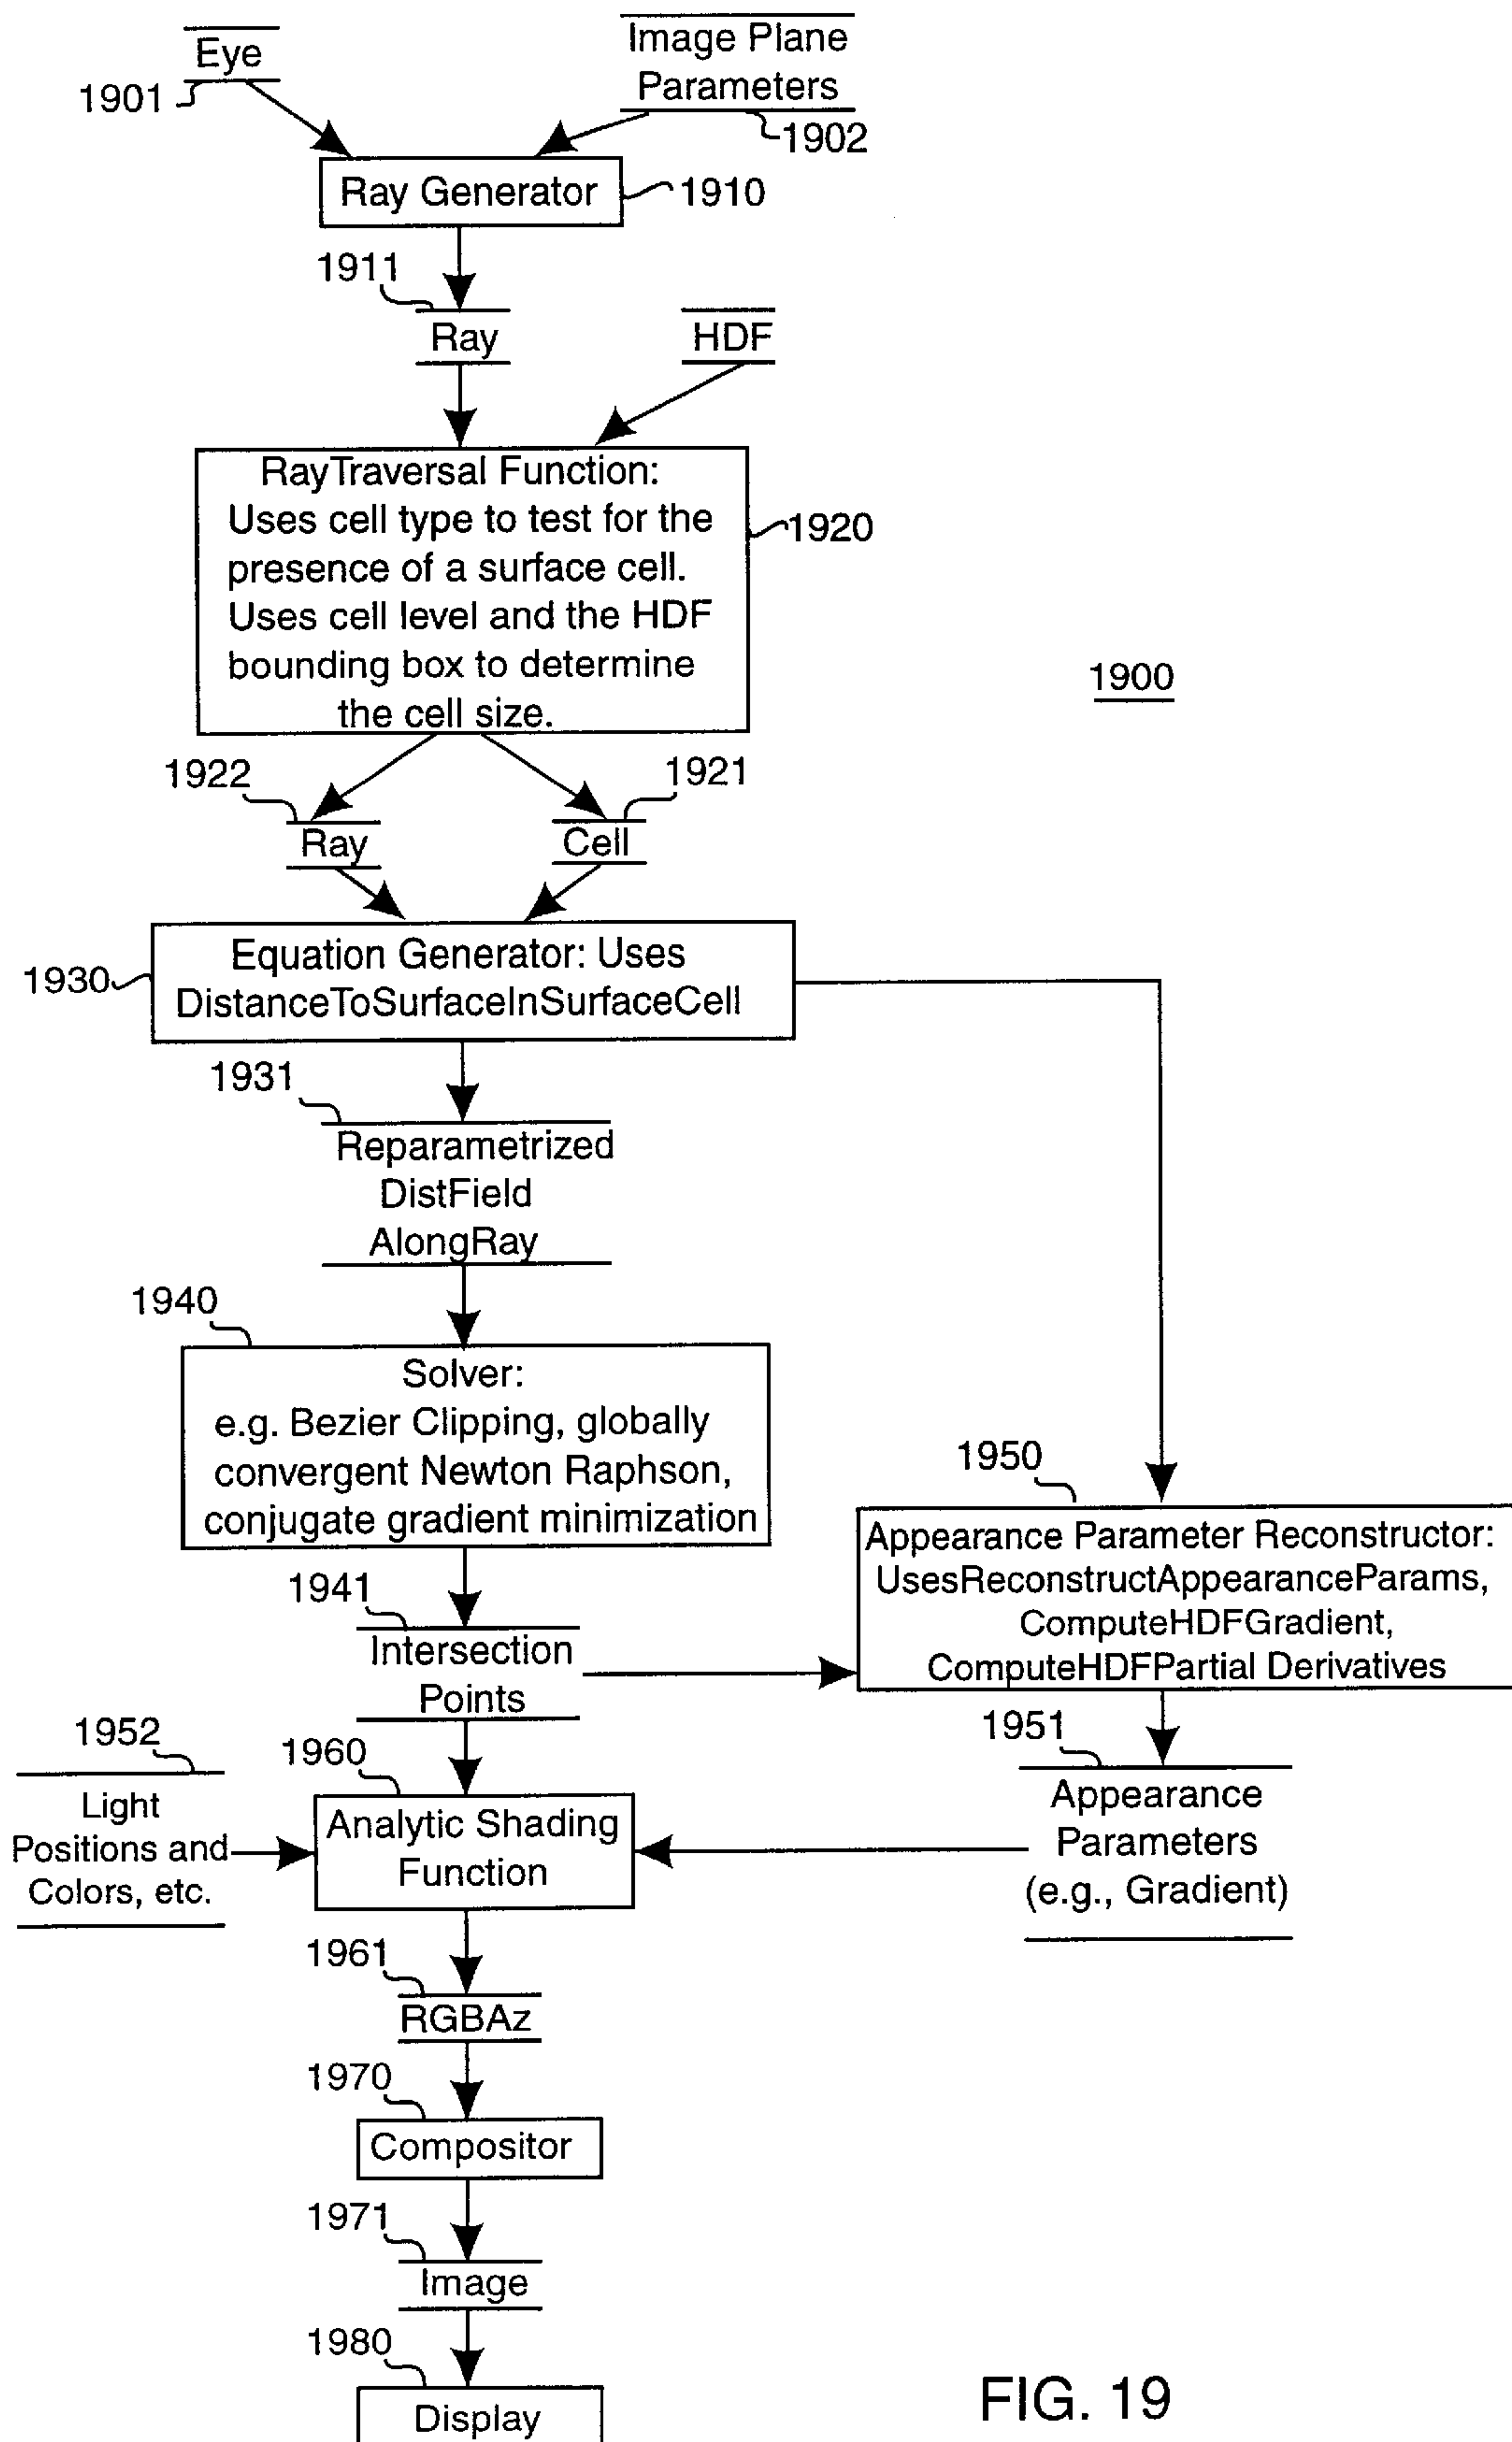 Eye
1901
Image Plane
Parameters
1902
Ray Generator
1910
1911
Ray
HDF
RayTraversal Function:
Uses cell type to test for the
presence of a surface cell.
Uses cell level and the HDF
bounding box to determine
the cell size.
1920
1900
1922
Ray
1921
Cell
1930
Equation Generator: Uses
DistanceToSurfaceInSurfaceCell
1931
Reparametrized
DistField
AlongRay
1940
Solver:
e.g. Bezier Clipping, globally
convergent Newton Raphson,
conjugate gradient minimization
1950
Appearance Parameter Reconstructor:
UsesReconstructAppearanceParams,
ComputeHDFGradient,
ComputeHDFPartial Derivatives
1941
Intersection
Points
1952
Light
Positions and
Colors, etc.
1960
Analytic Shading
Function
1951
Appearance
Parameters
(e.g., Gradient)
1961
RGBAz
1970
Compositor
1971
Image
1980
Display
FIG. 19